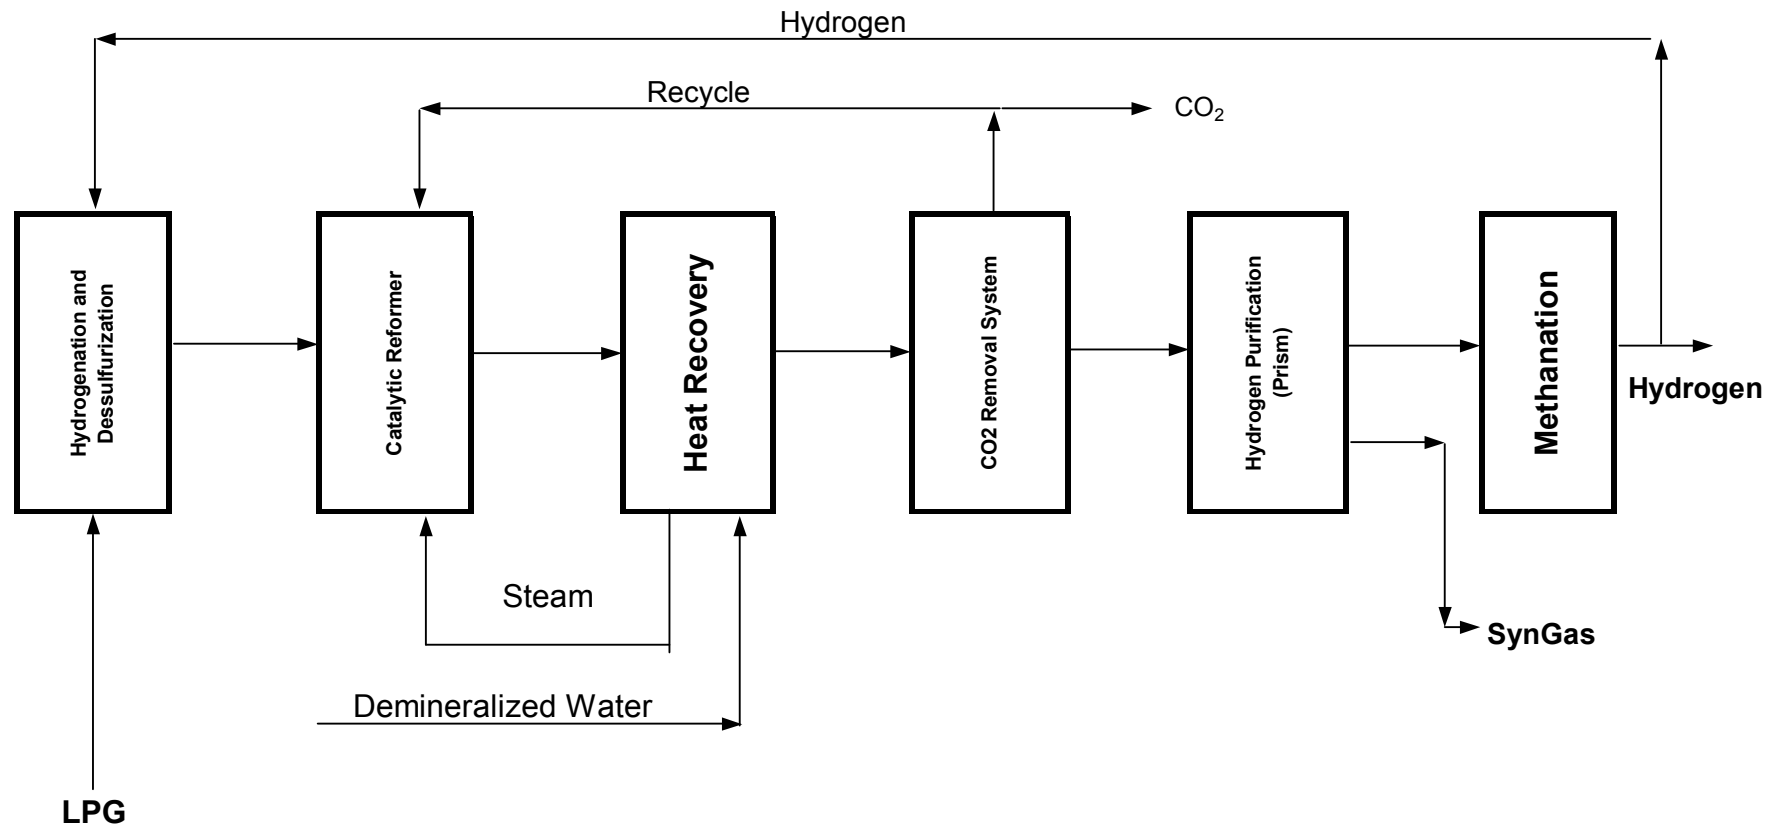 Hydrogen
Recycle
CO₂
Hydrogenation and
Dessulfurization
Catalytic Reformer
Heat Recovery
CO2 Removal System
Hydrogen Purification
(Prism)
Methanation
Hydrogen
Steam
SynGas
Demineralized Water
LPG